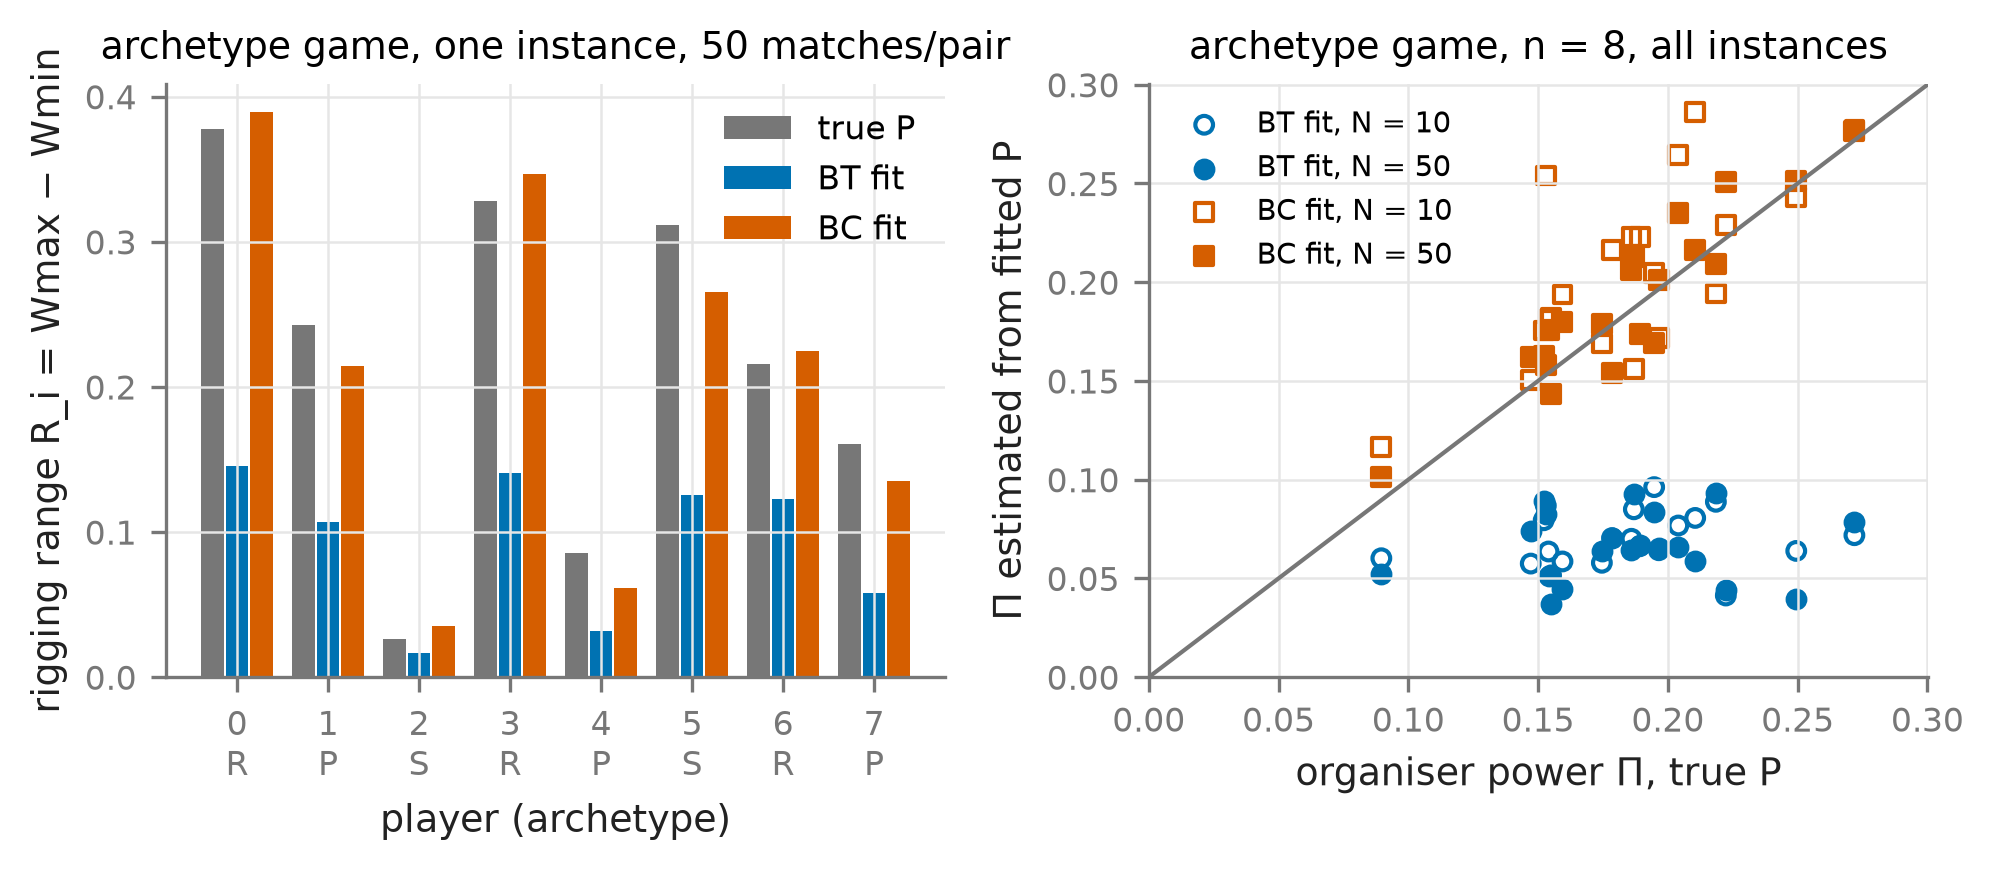 archetype game, one instance, 50 matches/pair
rigging range R_i = Wmax − Wmin
0.4
0.3
0.2
0.1
0.0
true P
BT fit
BC fit
0 1 2 3 4 5 6 7
R P S R P S R P
player (archetype)
archetype game, n = 8, all instances
Π estimated from fitted P
0.30
0.25
0.20
0.15
0.10
0.05
0.00
BT fit, N = 10
BT fit, N = 50
BC fit, N = 10
BC fit, N = 50
0.00 0.05 0.10 0.15 0.20 0.25 0.30
organiser power Π, true P